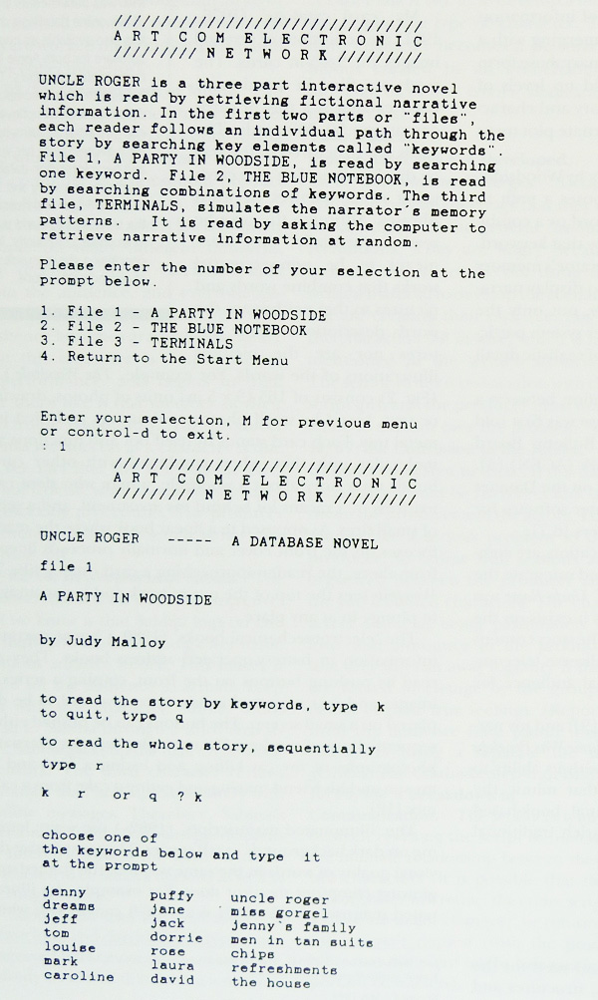 ////////////////////////////////
ART COM ELECTRONIC
///////// NETWORK /////////
UNCLE ROGER is a three part interactive novel
which is read by retrieving fictional narrative
information. In the first two parts or "files",
each reader follows an individual path through the
story by searching key elements called "keywords".
File 1, A PARTY IN WOODSIDE, is read by searching
one keyword. File 2, THE BLUE NOTEBOOK, is read
by searching combinations of keywords. The third
file, TERMINALS, simulates the narrator's memory
patterns. It is read by asking the computer to
retrieve narrative information at random.
Please enter the number of your selection at the
prompt below.
1. File 1 - A PARTY IN WOODSIDE
2. File 2 - THE BLUE NOTEBOOK
3. File 3 - TERMINALS
4. Return to the Start Menu
Enter your selection, M for previous menu
or control-d to exit.
: 1
////////////////////////////////
ART COM ELECTRONIC
///////// NETWORK /////////
UNCLE ROGER ----- A DATABASE NOVEL
file 1
A PARTY IN WOODSIDE
by Judy Malloy
to read the story by keywords, type k
to quit, type q
to read the whole story, sequentially
type r
k r or q ? k
choose one of
the keywords below and type it
at the prompt
jenny puffy uncle roger
dreams jane miss gorgel
jeff jack jenny`s family
tom dorrie men in tan suits
louise rose chips
mark laura refreshments
caroline david the house